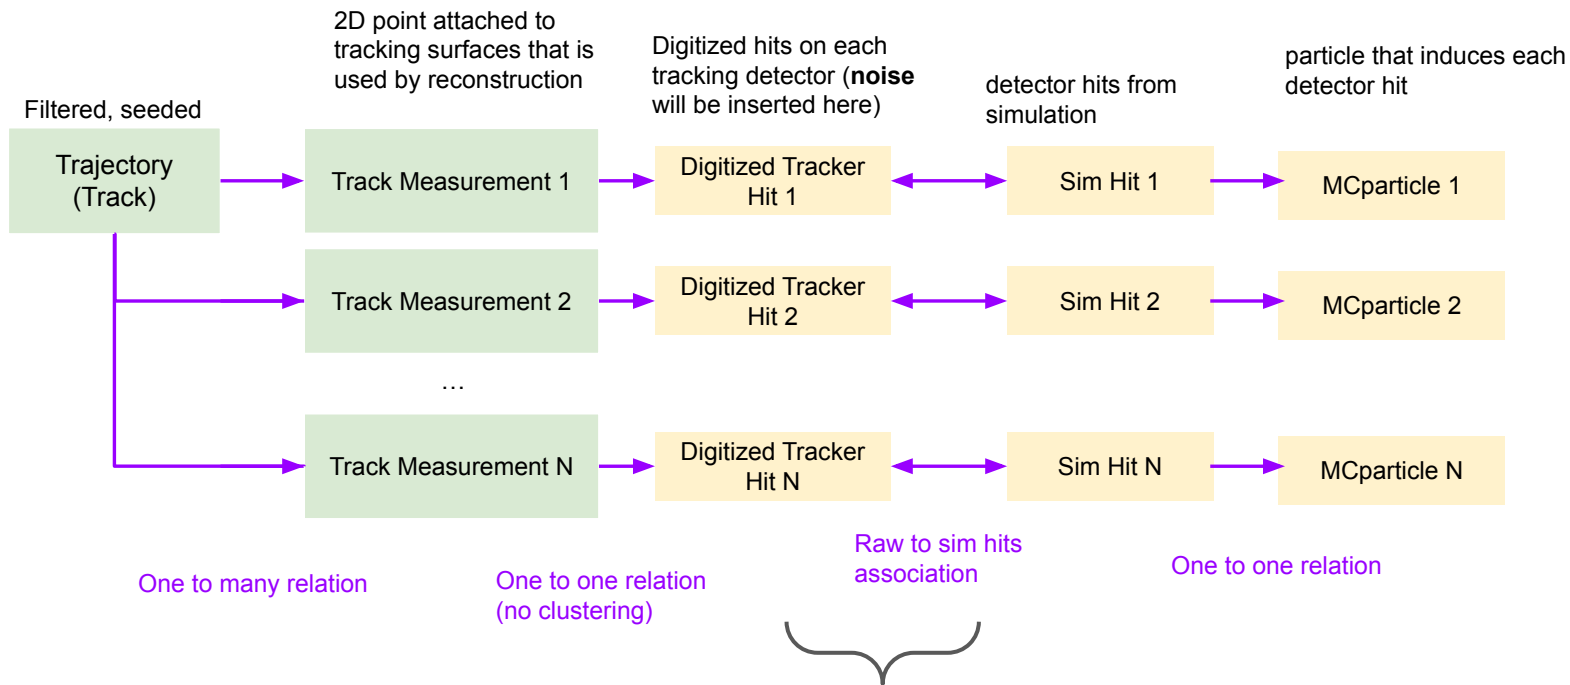 2D point attached to
tracking surfaces that is
used by reconstruction
Digitized hits on each
tracking detector (noise
will be inserted here)
detector hits from
simulation
particle that induces each
detector hit
Filtered, seeded
Trajectory
(Track)
Track Measurement 1
Digitized Tracker
Hit 1
Sim Hit 1
MCparticle 1
Track Measurement 2
Digitized Tracker
Hit 2
Sim Hit 2
MCparticle 2
...
Track Measurement N
Digitized Tracker
Hit N
Sim Hit N
MCparticle N
One to many relation
One to one relation
(no clustering)
Raw to sim hits
association
One to one relation